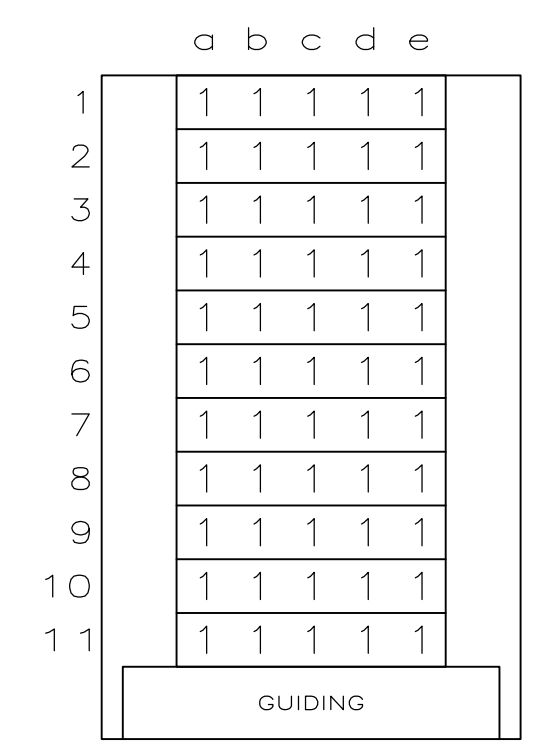 a b c d e
1 1 1 1 1 1
2 1 1 1 1 1
3 1 1 1 1 1
4 1 1 1 1 1
5 1 1 1 1 1
6 1 1 1 1 1
7 1 1 1 1 1
8 1 1 1 1 1
9 1 1 1 1 1
10 1 1 1 1 1
11 1 1 1 1 1
GUIDING